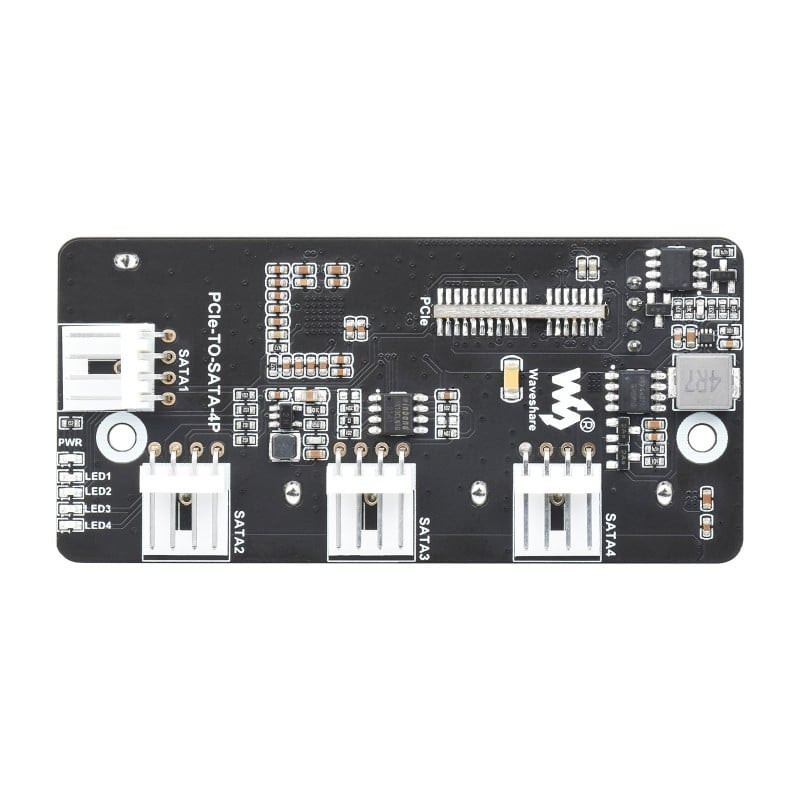 PCIe-TO-SATA-4P
PCIe
Waveshare
®
4R7
SATA1
PWR
LED1
LED2
LED3
LED4
SATA2
SATA3
SATA4